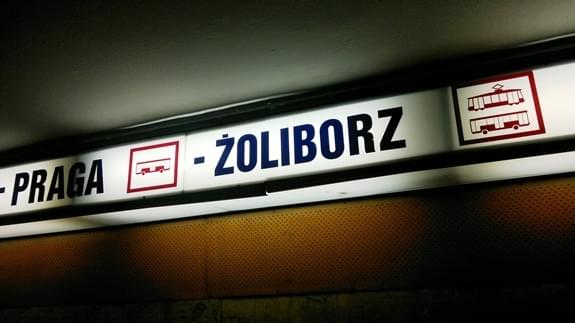 - PRAGA - ŻOLIBORZ